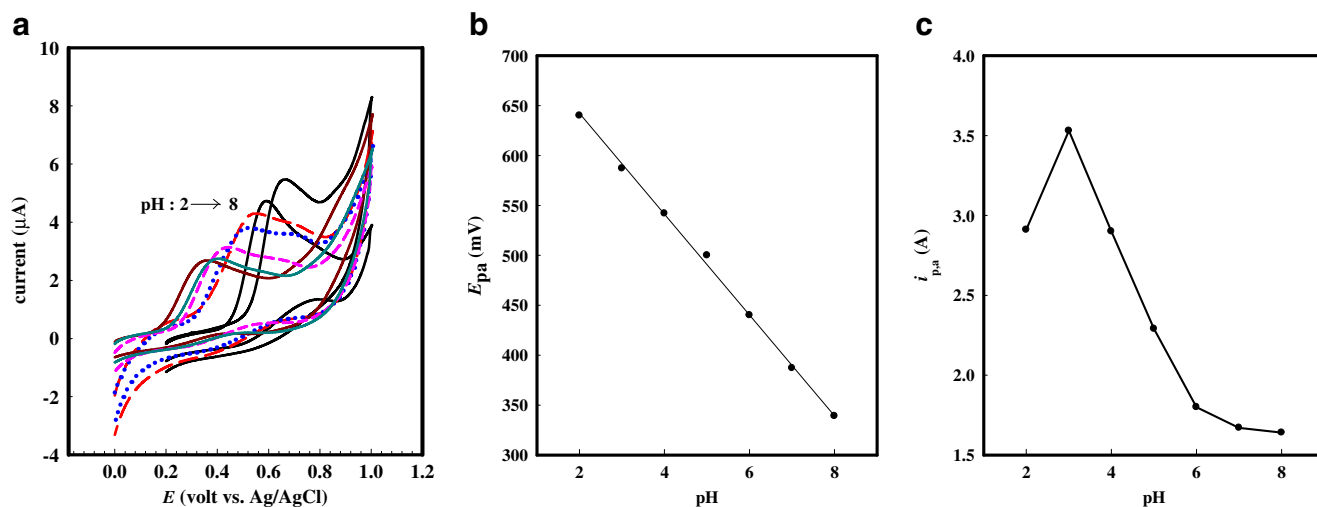 a
10
8
6
4
2
0
-2
-4
current (μA)
pH : 2⟶ 8
0.0 0.2 0.4 0.6 0.8 1.0 1.2
E (volt vs. Ag/AgCl)
b
700
650
600
550
500
450
400
350
300
Epa (mV)
2 4 6 8
pH
c
4.0
3.5
3.0
2.5
2.0
1.5
i p,a (A)
2 4 6 8
pH